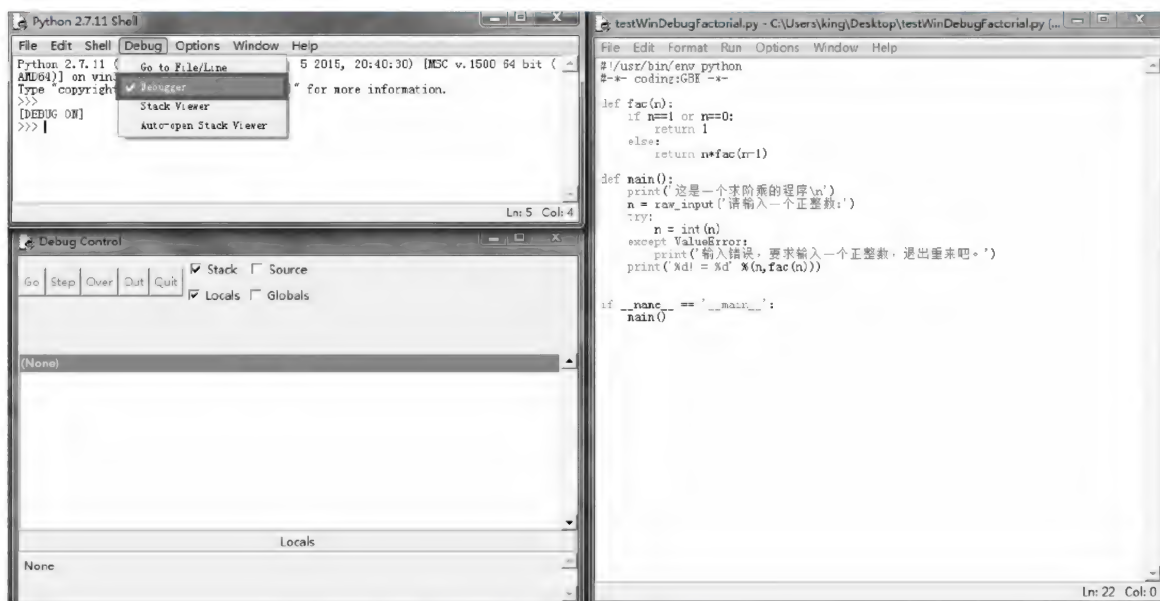 Python 2.7.11 Shell
File Edit Shell Debug Options Window Help
Python 2.7.11 ( 5 2015, 20:40:30) [MSC v.1500 64 bit (
AMD64)] on win
Type "copyright " for more information.
>>>
[DEBUG ON]
>>>
Go to File/Line
Debugger
Stack Viewer
Auto-open Stack Viewer
Ln: 5 Col: 4
Debug Control
Go Step Over Out Quit
Stack Source
Locals Globals
(None)
Locals
None
testWinDebugFactorial.py - C:\Users\king\Desktop\testWinDebugFactorial.py (...
File Edit Format Run Options Window Help
#!/usr/bin/env python
#-*- coding:GBK -*-
def fac(n):
if n==1 or n==0:
return 1
else:
return n*fac(n-1)
def main():
print('这是一个求阶乘的程序\n')
n = raw_input('请输入一个正整数:')
try:
n = int(n)
except ValueError:
print('输入错误，要求输入一个正整数，退出重来吧。')
print('%d! = %d' %(n,fac(n)))
if __name__ == '__main__':
main()
Ln: 22 Col: 0